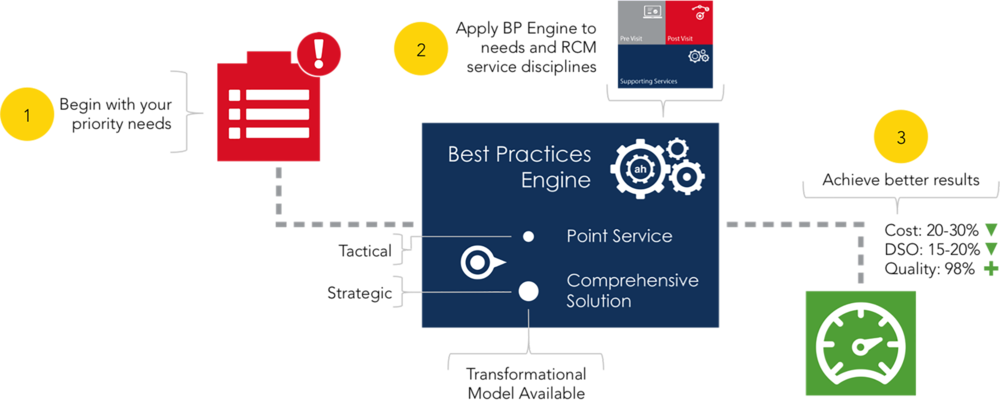 1
Begin with your
priority needs
2
Apply BP Engine to
needs and RCM
service disciplines
Pre Visit
Post Visit
Supporting Services
Best Practices
Engine
ah
Tactical
Point Service
Strategic
Comprehensive
Solution
Transformational
Model Available
3
Achieve better results
Cost: 20-30% ▼
DSO: 15-20% ▼
Quality: 98% +